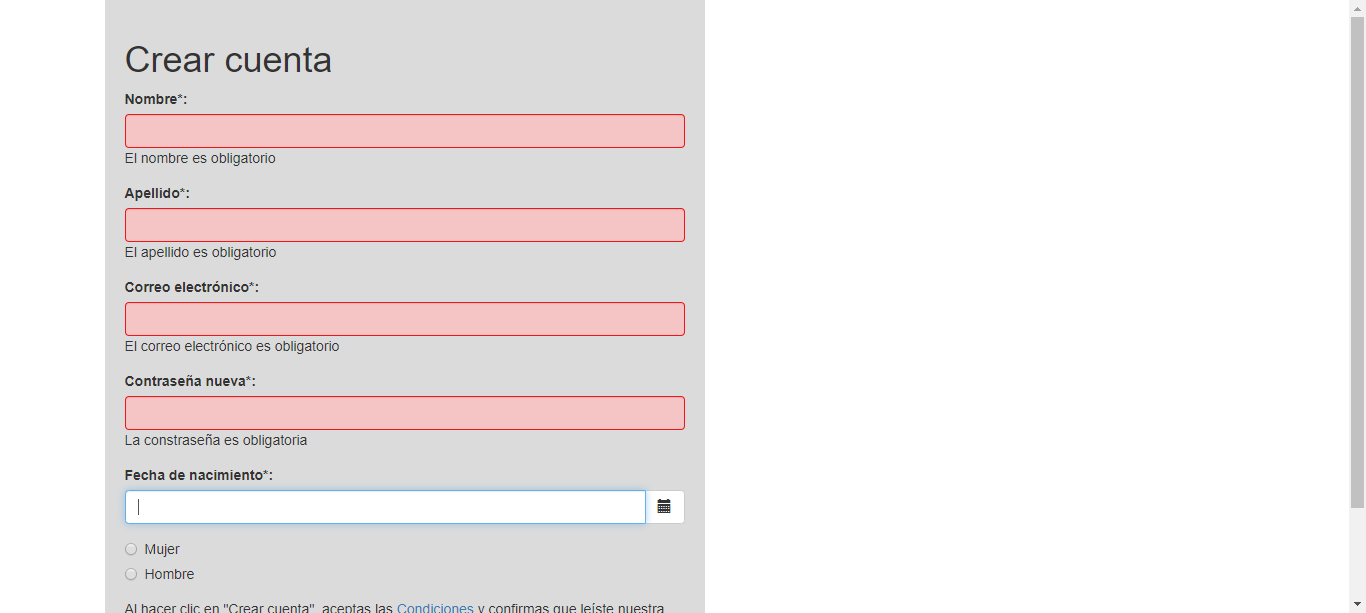 Crear cuenta
Nombre*:
El nombre es obligatorio
Apellido*:
El apellido es obligatorio
Correo electrónico*:
El correo electrónico es obligatorio
Contraseña nueva*:
La constraseña es obligatoria
Fecha de nacimiento*:
Mujer
Hombre
Al hacer clic en "Crear cuenta", aceptas las Condiciones y confirmas que leíste nuestra